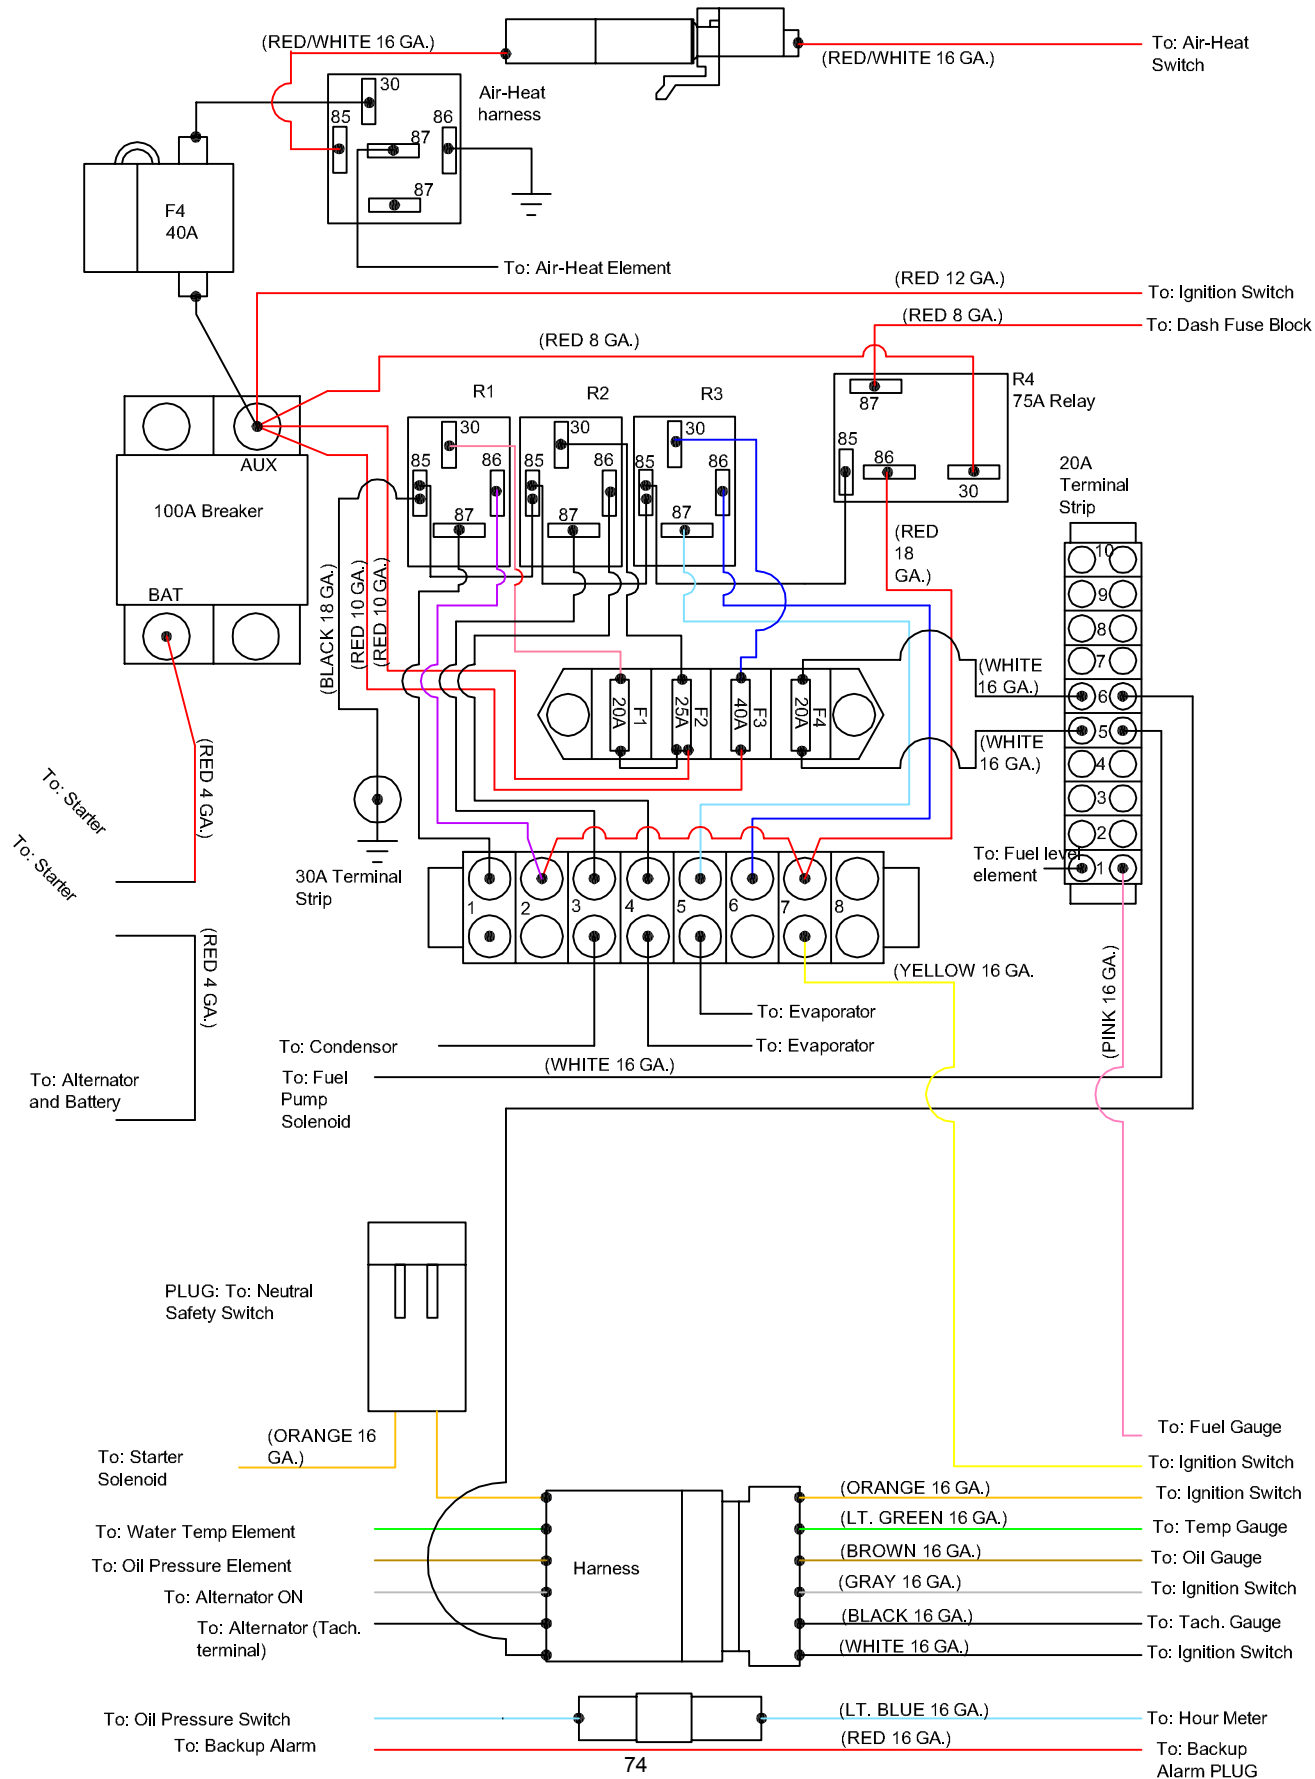 (RED/WHITE 16 GA.)
(RED/WHITE 16 GA.)
To: Air-Heat
Switch
Air-Heat
harness
30
85
86
87
87
F4
40A
To: Air-Heat Element
(RED 12 GA.)
To: Ignition Switch
(RED 8 GA.)
To: Dash Fuse Block
(RED 8 GA.)
R1
R2
R3
R4
75A Relay
87
85
86
30
30
85
86
87
30
85
86
87
30
85
86
87
AUX
100A Breaker
BAT
20A
Terminal
Strip
(RED
18
GA.)
10
9
8
7
6
5
4
3
2
1
(BLACK 18 GA.)
(RED 10 GA.)
(RED 10 GA.)
(WHITE
16 GA.)
(WHITE
16 GA.)
20A
F1
25A
F2
40A
F3
20A
F4
To: Starter
To: Starter
(RED 4 GA.)
(RED 4 GA.)
30A Terminal
Strip
1
2
3
4
5
6
7
8
To: Fuel level
element
(YELLOW 16 GA.
(PINK 16 GA.)
To: Evaporator
To: Evaporator
To: Condensor
(WHITE 16 GA.)
To: Fuel
Pump
Solenoid
To: Alternator
and Battery
PLUG: To: Neutral
Safety Switch
(ORANGE 16
GA.)
To: Starter
Solenoid
To: Fuel Gauge
To: Ignition Switch
(ORANGE 16 GA.)
To: Ignition Switch
To: Water Temp Element
(LT. GREEN 16 GA.)
To: Temp Gauge
To: Oil Pressure Element
Harness
(BROWN 16 GA.)
To: Oil Gauge
To: Alternator ON
(GRAY 16 GA.)
To: Ignition Switch
To: Alternator (Tach.
terminal)
(BLACK 16 GA.)
To: Tach. Gauge
(WHITE 16 GA.)
To: Ignition Switch
To: Oil Pressure Switch
(LT. BLUE 16 GA.)
To: Hour Meter
To: Backup Alarm
(RED 16 GA.)
To: Backup
Alarm PLUG
74